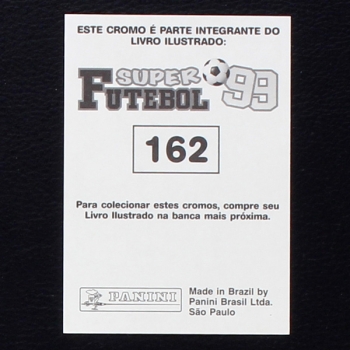 ESTE CROMO É PARTE INTEGRANTE DO
LIVRO ILUSTRADO:
SUPER
FUTEBOL 99
162
Para colecionar estes cromos, compre seu
Livro Ilustrado na banca mais próxima.
PANINI
Made in Brazil by
Panini Brasil Ltda.
São Paulo